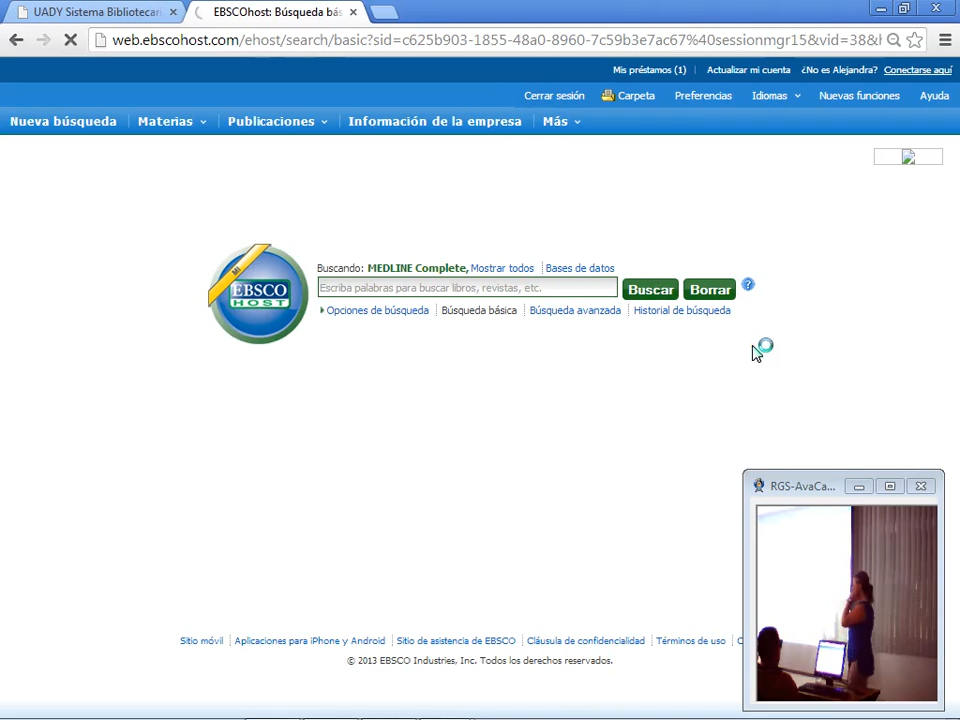 UADY Sistema Bibliotecari
EBSCOhost: Búsqueda bás
web.ebscohost.com/ehost/search/basic?sid=c625b903-1855-48a0-8960-7c59b3e7ac67%40sessionmgr15&vid=38&h
Mis préstamos (1) Actualizar mi cuenta ¿No es Alejandra? Conectarse aquí
Cerrar sesión Carpeta Preferencias Idiomas Nuevas funciones Ayuda
Nueva búsqueda Materias Publicaciones Información de la empresa Más
MI
EBSCO
HOST
Buscando: MEDLINE Complete, Mostrar todos Bases de datos
Escriba palabras para buscar libros, revistas, etc. Buscar Borrar ?
Opciones de búsqueda Búsqueda básica Búsqueda avanzada Historial de búsqueda
RGS-AvaCa...
Sitio móvil Aplicaciones para iPhone y Android Sitio de asistencia de EBSCO Cláusula de confidencialidad Términos de uso
© 2013 EBSCO Industries, Inc. Todos los derechos reservados.